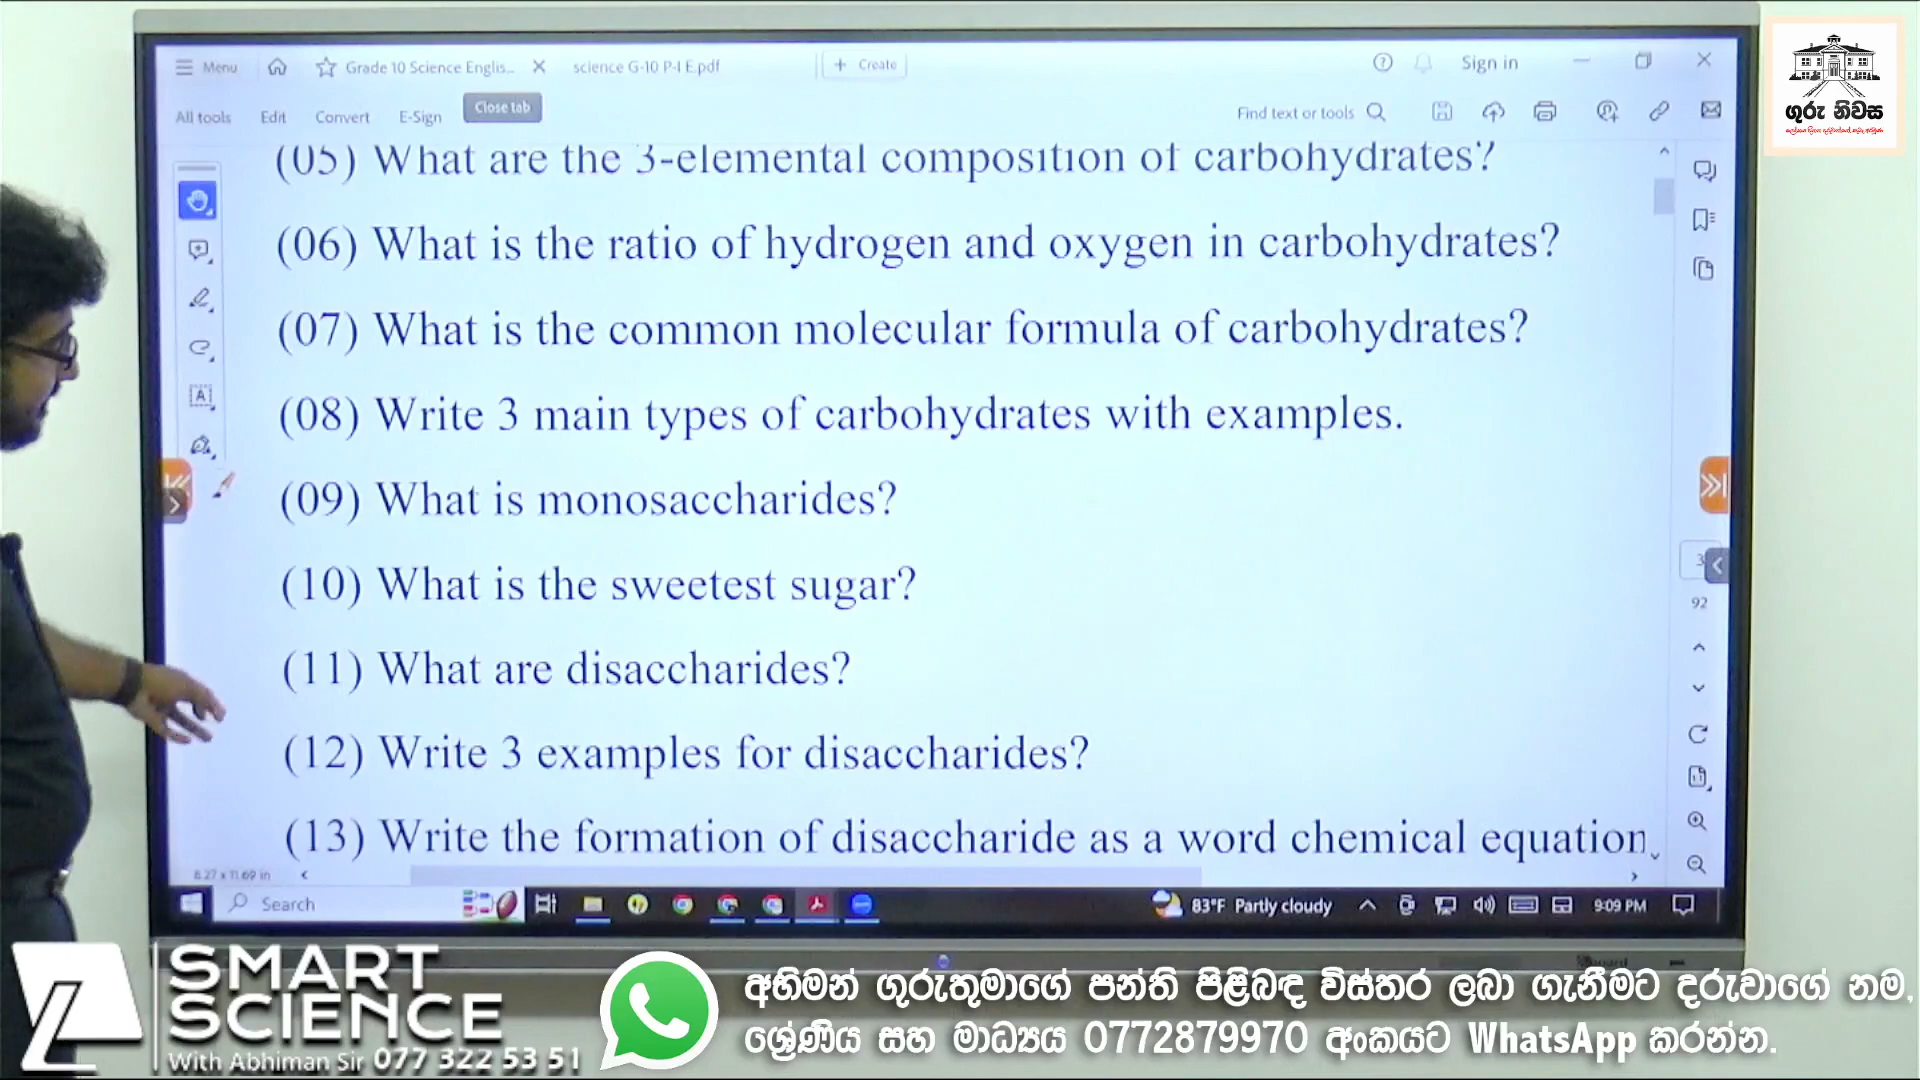 Menu
Grade 10 Science Englis...
science G-10 P-I E.pdf
Create
Sign in
All tools
Edit
Convert
E-Sign
Close tab
Find text or tools
ගුරු නිවස
(05) What are the 3-elemental composition of carbohydrates?
(06) What is the ratio of hydrogen and oxygen in carbohydrates?
(07) What is the common molecular formula of carbohydrates?
(08) Write 3 main types of carbohydrates with examples.
(09) What is monosaccharides?
(10) What is the sweetest sugar?
(11) What are disaccharides?
(12) Write 3 examples for disaccharides?
(13) Write the formation of disaccharide as a word chemical equation
92
8.27 x 11.69 in
Search
83°F Partly cloudy
9:09 PM
SMART
SCIENCE
With Abhiman Sir 077 322 53 51
අභිමන් ගුරුතුමාගේ පන්ති පිළිබඳ විස්තර ලබා ගැනීමට දරුවාගේ නම,
ශ්‍රේණිය සහ මාධ්‍යය 0772879970 අංකයට WhatsApp කරන්න.